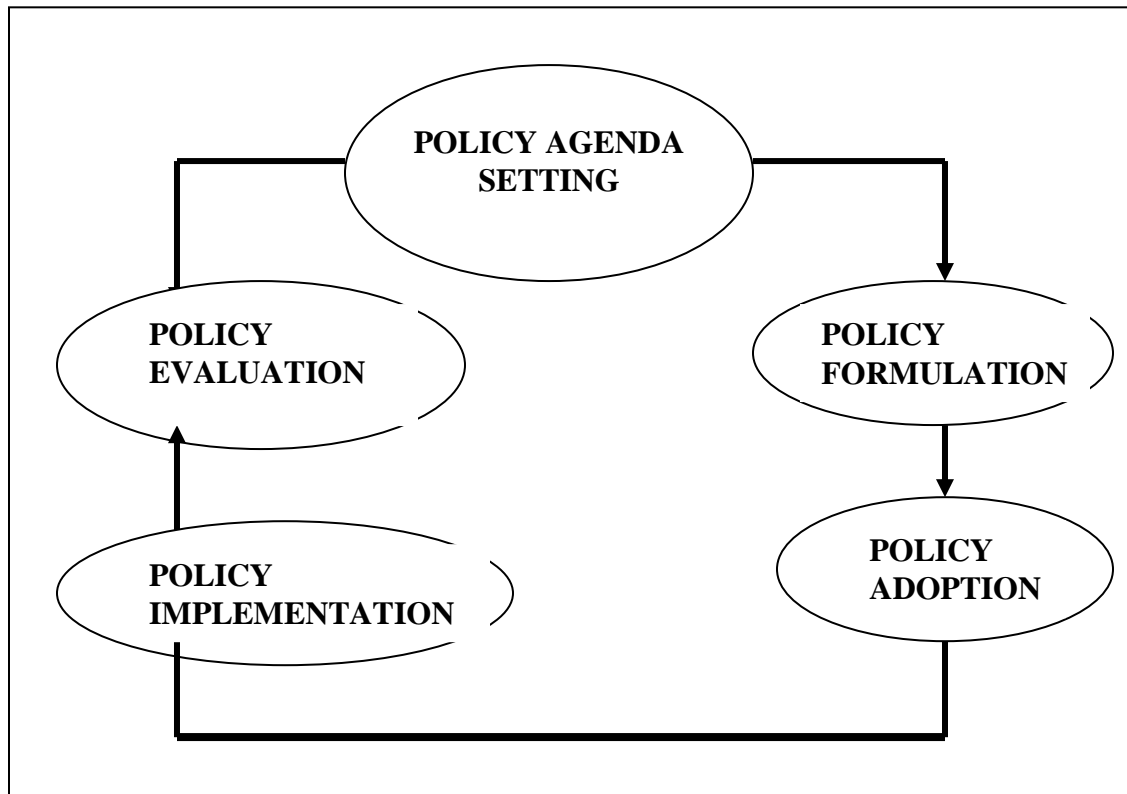 POLICY AGENDA
SETTING
POLICY
FORMULATION
POLICY
ADOPTION
POLICY
IMPLEMENTATION
POLICY
EVALUATION